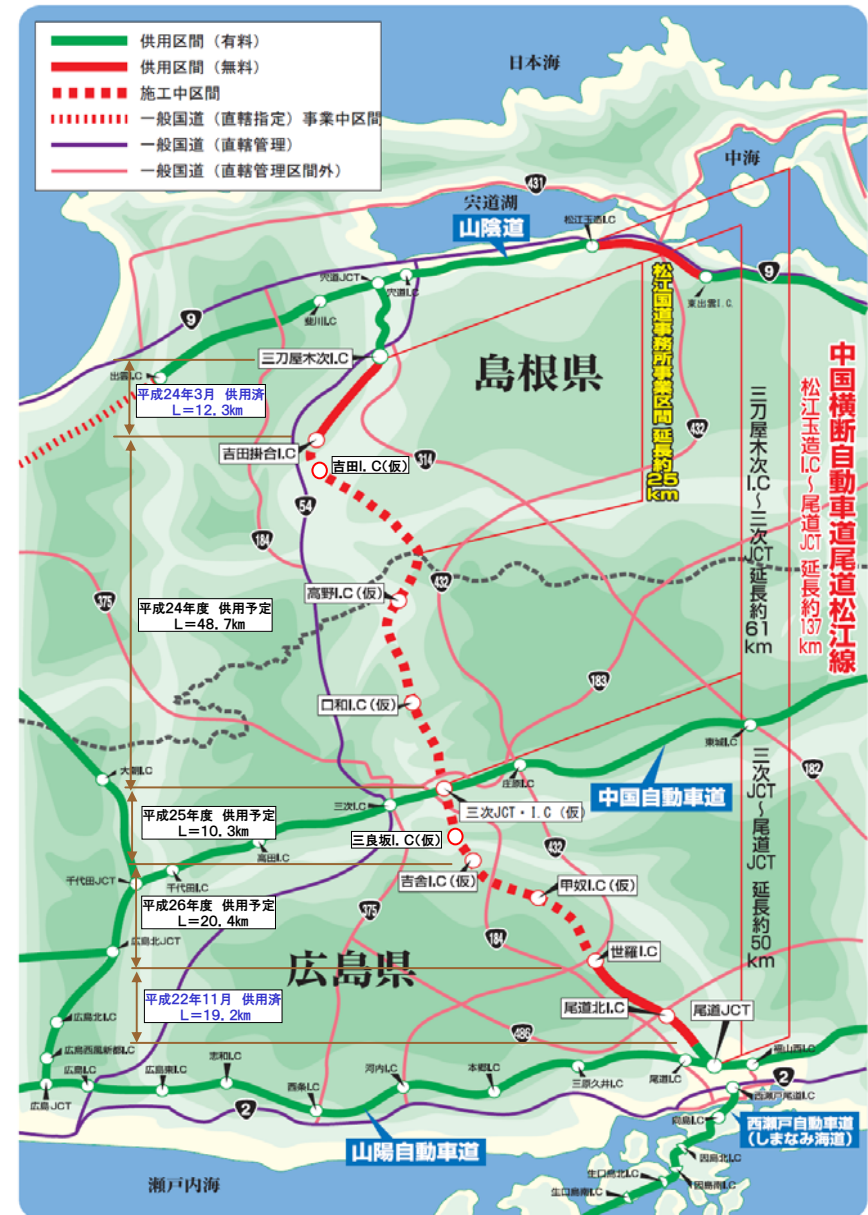 供用区間（有料）
供用区間（無料）
施工中区間
一般国道（直轄指定）事業中区間
一般国道（直轄管理）
一般国道（直轄管理区間外）
日本海
中海
宍道湖
431
松江玉造I.C
山陰道
9
東出雲I.C.
宍道JCT
宍道I.C
斐川I.C
9
出雲I.C
三刀屋木次I.C
島根県
松江国道事務所事業区間 延長約25km
三刀屋木次I.C～三次JCT 延長約61km
松江玉造I.C～尾道JCT 延長約137km
中国横断自動車道尾道松江線
平成24年3月 供用済
L＝12.3km
吉田掛合I.C
吉田I.C(仮)
314
432
54
184
432
375
高野I.C(仮)
平成24年度 供用予定
L＝48.7km
183
口和I.C(仮)
東城I.C
182
大朝I.C
庄原I.C
中国自動車道
三次I.C
三次JCT・I.C(仮)
平成25年度 供用予定
L＝10.3km
三良坂I.C(仮)
432
高田I.C
千代田JCT
千代田I.C
吉舎I.C(仮)
甲奴I.C(仮)
三次JCT～尾道JCT 延長約50km
平成26年度 供用予定
L＝20.4km
375
184
広島北JCT
世羅I.C
広島県
平成22年11月 供用済
L＝19.2km
尾道北I.C
尾道JCT
広島北I.C
486
広島西風新都I.C
広島I.C
広島東I.C
志和I.C
河内I.C
本郷I.C
三原久井I.C
尾道I.C
福山西I.C
広島JCT
西条I.C
2
2
西瀬戸尾道I.C
向島I.C
西瀬戸自動車道
（しまなみ海道）
山陽自動車道
因島北I.C
生口島北I.C
因島南I.C
生口島南I.C
瀬戸内海